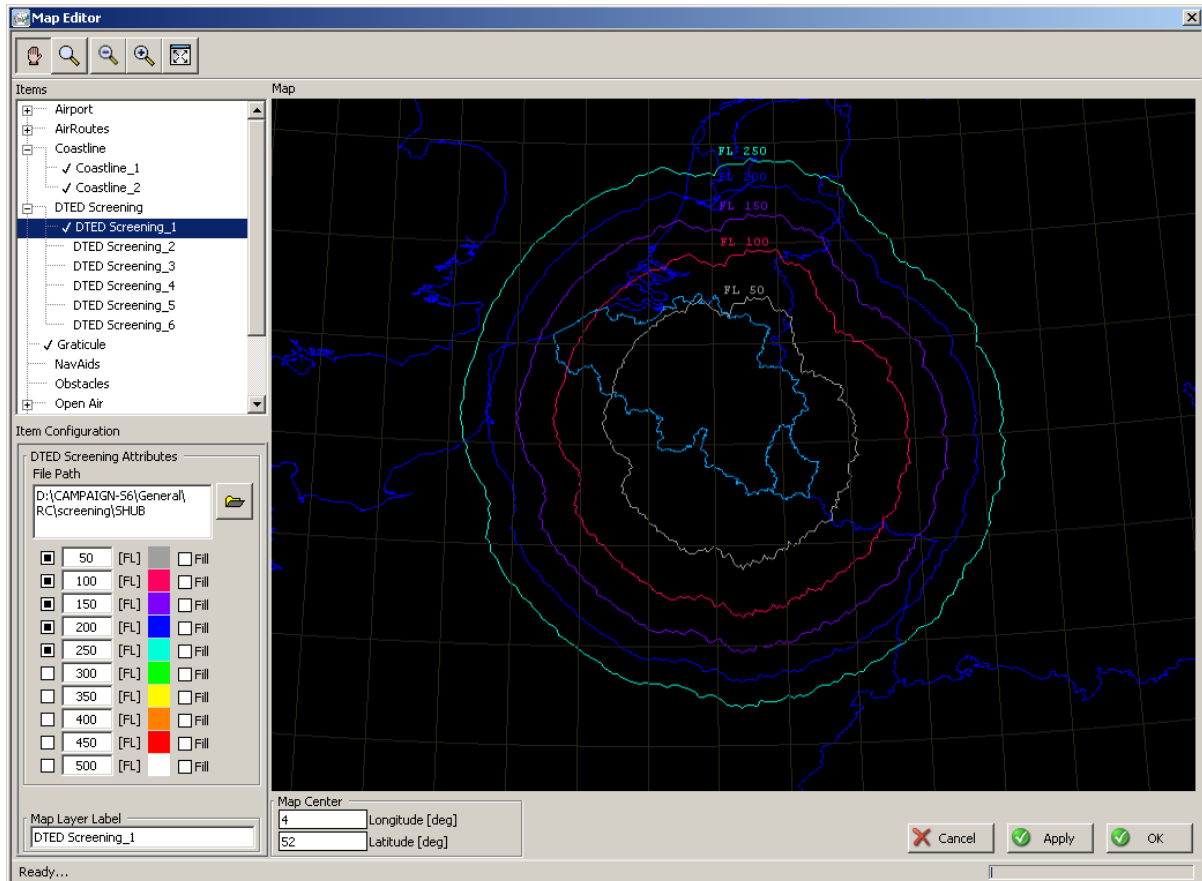 Map Editor
Items
Map
Airport
AirRoutes
Coastline
Coastline_1
Coastline_2
DTED Screening
DTED Screening_1
DTED Screening_2
DTED Screening_3
DTED Screening_4
DTED Screening_5
DTED Screening_6
Graticule
NavAids
Obstacles
Open Air
FL 250
FL 200
FL 150
FL 100
FL 50
Item Configuration
DTED Screening Attributes
File Path
D:\CAMPAIGN-S6\General\
RC\screening\SHUB
50 [FL] Fill
100 [FL] Fill
150 [FL] Fill
200 [FL] Fill
250 [FL] Fill
300 [FL] Fill
350 [FL] Fill
400 [FL] Fill
450 [FL] Fill
500 [FL] Fill
Map Layer Label
DTED Screening_1
Map Center
4 Longitude [deg]
52 Latitude [deg]
Cancel Apply OK
Ready...